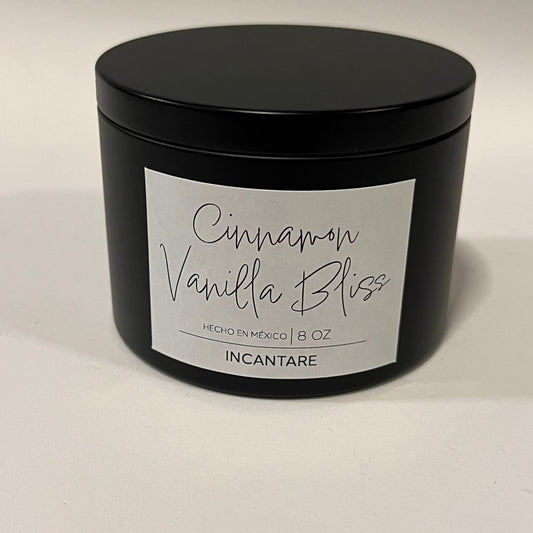 Cinnamon
Vanilla Bliss
HECHO EN MÉXICO | 8 OZ
INCANTARE